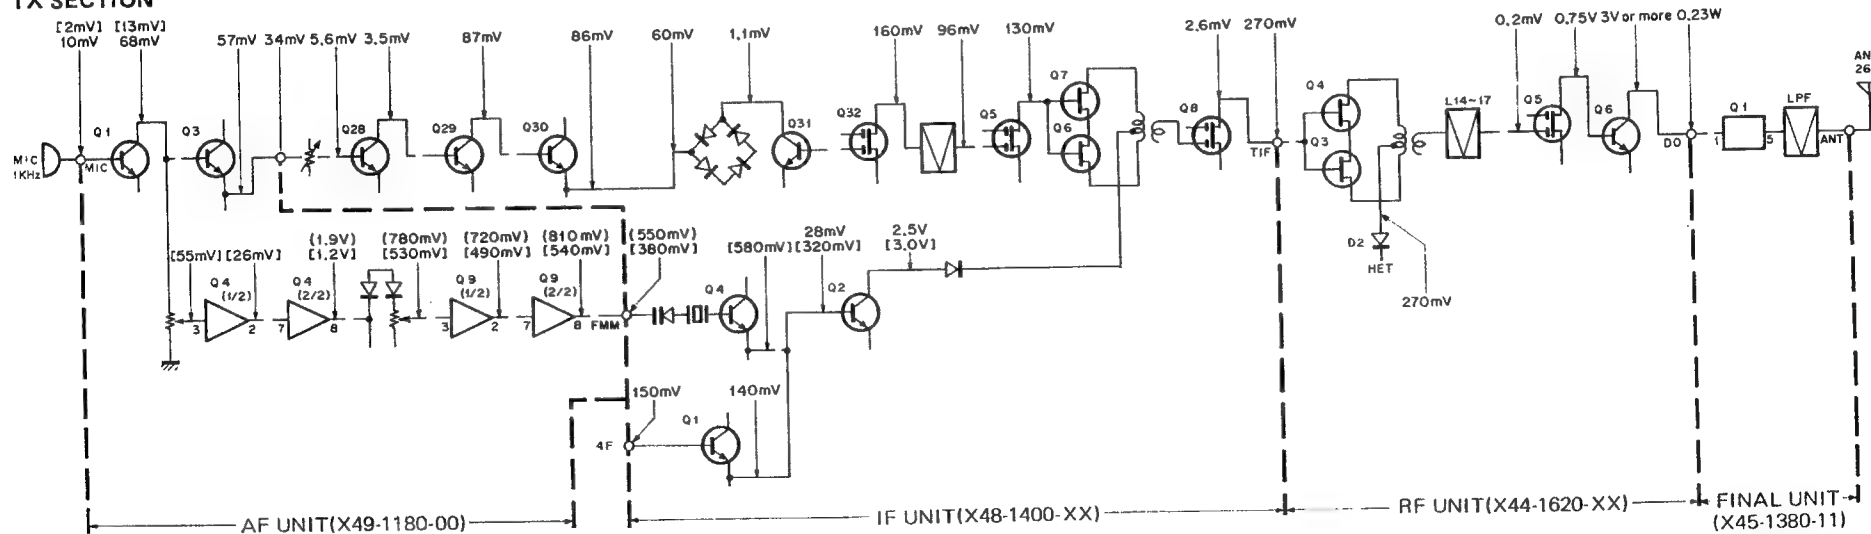 TX SECTION
[2mV] [13mV]
10mV 68mV 57mV 34mV 5,6mV 3,5mV 87mV 86mV 60mV 1,1mV 160mV 96mV 130mV 2,6mV 270mV 0,2mV 0,75V 3V or more 0,23W
AN
26
Q1 Q3 Q28 Q29 Q30 Q31 Q32 Q5 Q7 Q6 Q8 Q4 Q3 L14~17 Q5 Q6 Q1 LPF
MIC
1KHz
MIC
TIF
DO
1 5
ANT
(1.9V) (780mV) (720mV) (810mV) (550mV)
[55mV] [26mV] [1.2V] [530mV] [490mV] [540mV] [380mV] [580mV]
28mV
[320mV]
2.5V
[3,0V]
Q4
(1/2)
Q4
(2/2)
Q9
(1/2)
Q9
(2/2)
Q4
Q2
3 2 7 8 3 2 7 8 FMM
D2
HET
270mV
150mV 140mV
Q1
4F
AF UNIT(X49-1180-00)
IF UNIT(X48-1400-XX)
RF UNIT(X44-1620-XX)
FINAL UNIT
(X45-1380-11)